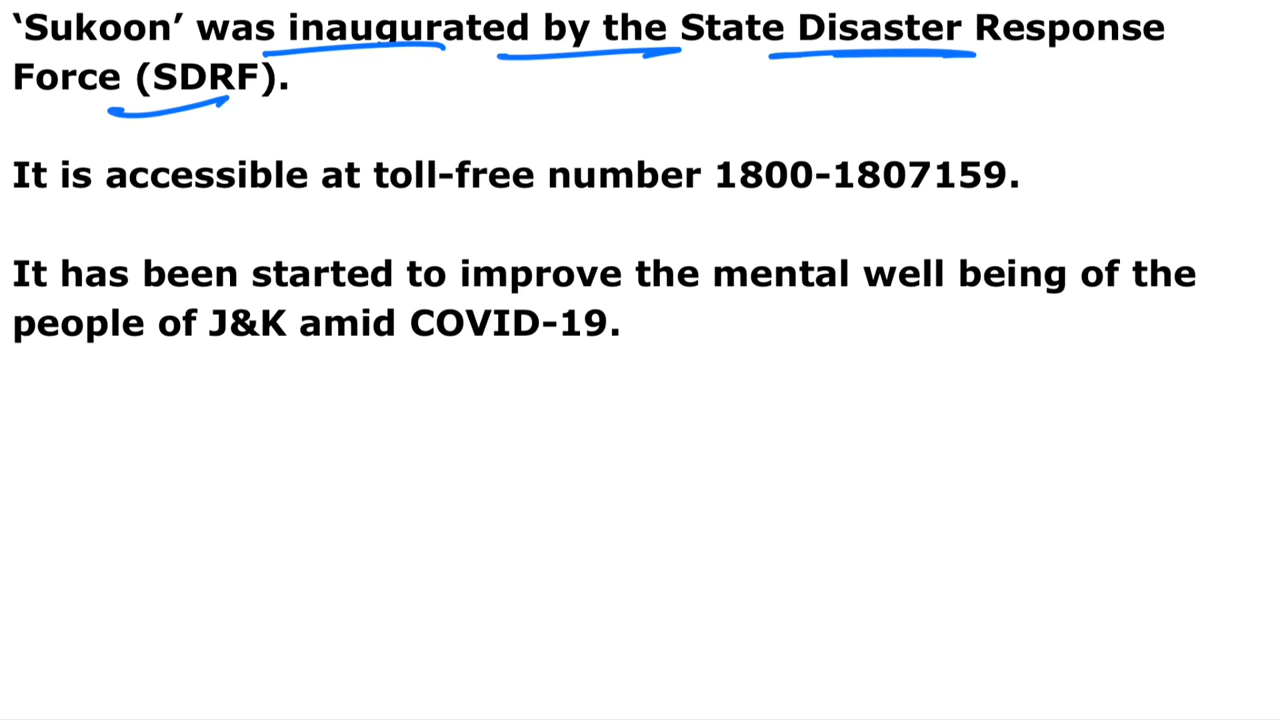 ‘Sukoon’ was inaugurated by the State Disaster Response
Force (SDRF).
It is accessible at toll-free number 1800-1807159.
It has been started to improve the mental well being of the
people of J&K amid COVID-19.